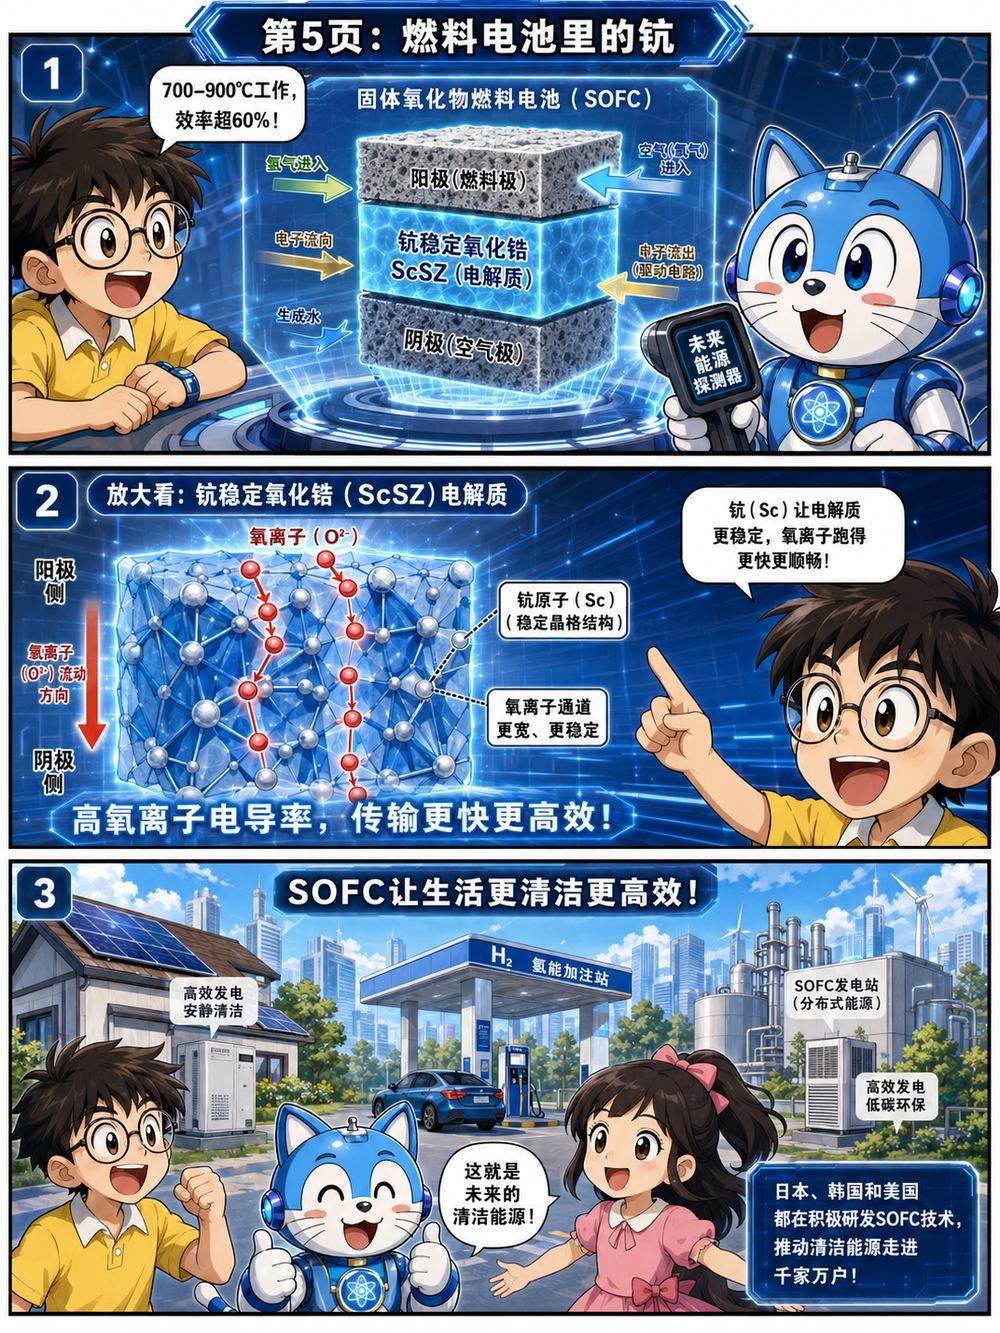 第5页：燃料电池里的钪
1
700-900℃工作，
效率超60%！
固体氧化物燃料电池（SOFC）
氢气进入
阳极（燃料极）
空气（氧气）
进入
电子流向
钪稳定氧化锆
ScSZ（电解质）
电子流出
（驱动电路）
生成水
阴极（空气极）
未来
能源
探测器
2
放大看：钪稳定氧化锆（ScSZ）电解质
氧离子（O²⁻）
阳极
侧
氧离子
（O²⁻）流动
方向
阴极
侧
钪原子（Sc）
（稳定晶格结构）
氧离子通道
更宽、更稳定
钪（Sc）让电解质
更稳定，氧离子跑得
更快更顺畅！
高氧离子电导率，传输更快更高效！
3
SOFC让生活更清洁更高效！
高效发电
安静清洁
H₂ 氢能加注站
SOFC发电站
（分布式能源）
高效发电
低碳环保
这就是
未来的
清洁能源！
日本、韩国和美国
都在积极研发SOFC技术，
推动清洁能源走进
千家万户！